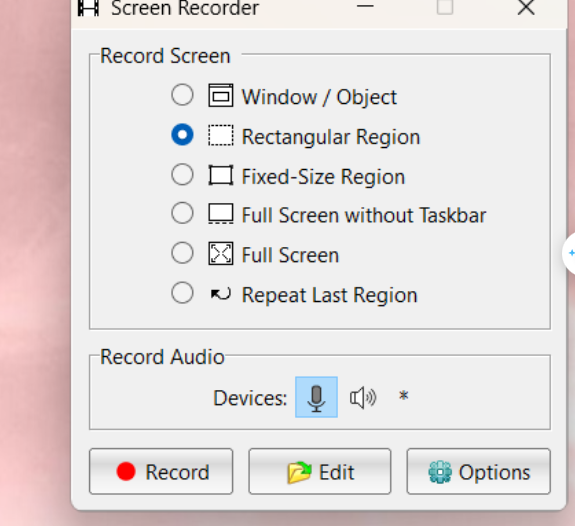 Screen Recorder
Record Screen
Window / Object
Rectangular Region
Fixed-Size Region
Full Screen without Taskbar
Full Screen
Repeat Last Region
Record Audio
Devices: *
Record Edit Options